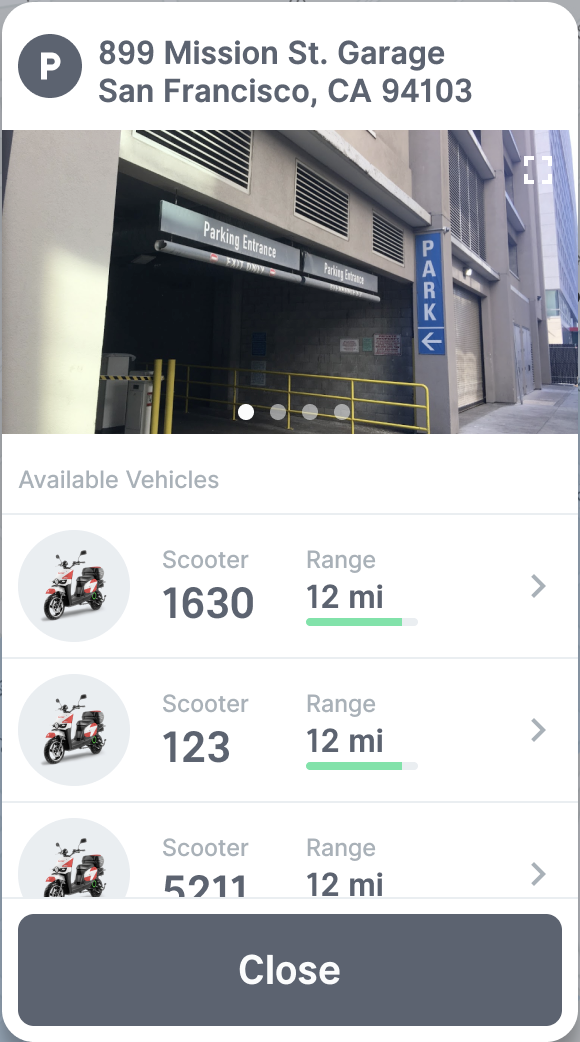 P
899 Mission St. Garage
San Francisco, CA 94103
Parking Entrance
EXIT ONLY
Parking Entrance
PARK
Available Vehicles
Scooter
Range
1630
12 mi
Scooter
Range
123
12 mi
Scooter
Range
5211
12 mi
Close